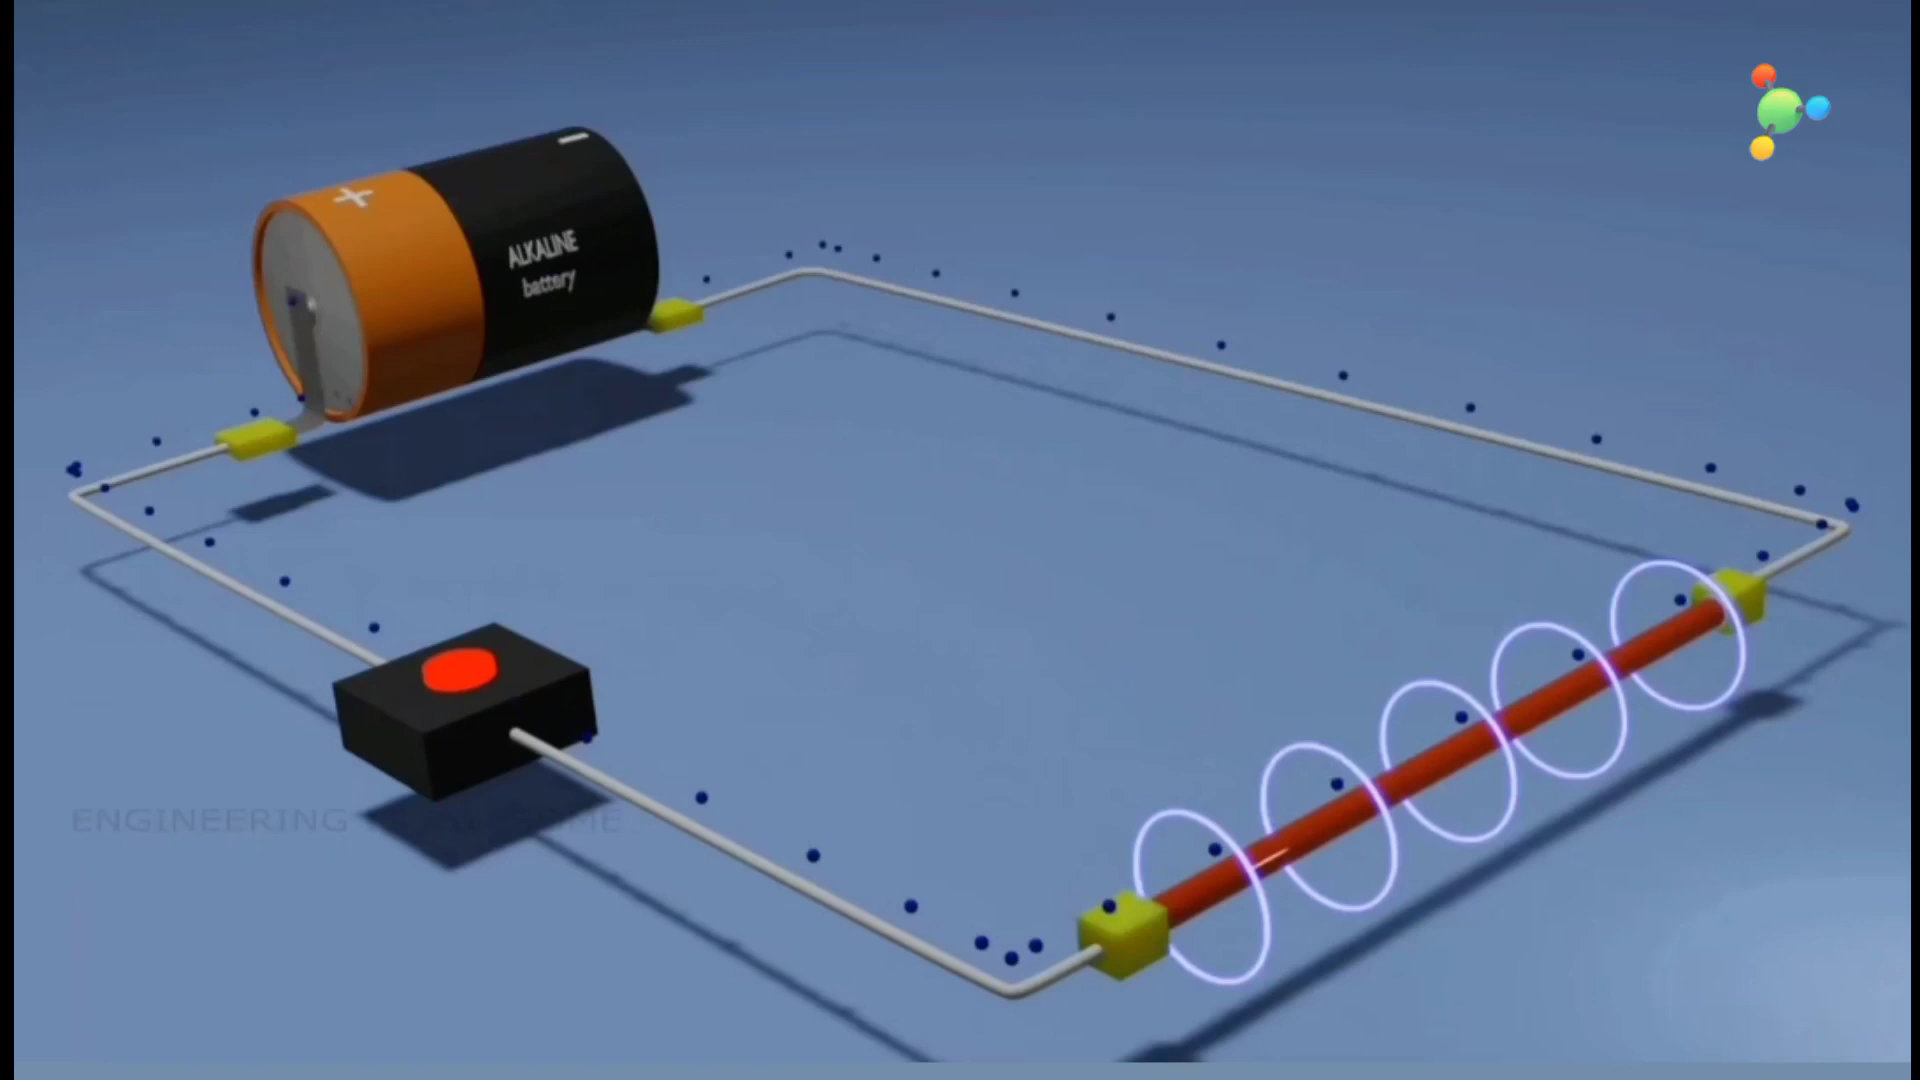 +
-
ALKALINE
battery
ENGINEERING